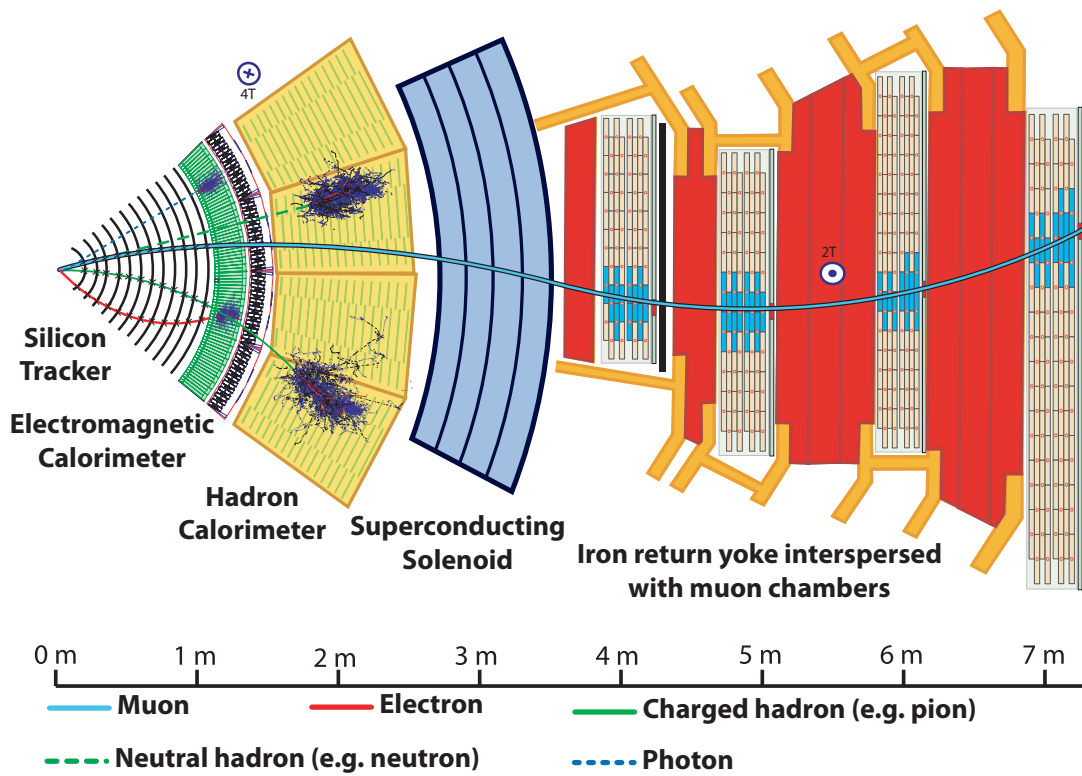 4T
2T
Silicon
Tracker
Electromagnetic
Calorimeter
Hadron
Calorimeter
Superconducting
Solenoid
Iron return yoke interspersed
with muon chambers
0 m 1 m 2 m 3 m 4 m 5 m 6 m 7 m
Muon Electron Charged hadron (e.g. pion)
Neutral hadron (e.g. neutron) Photon